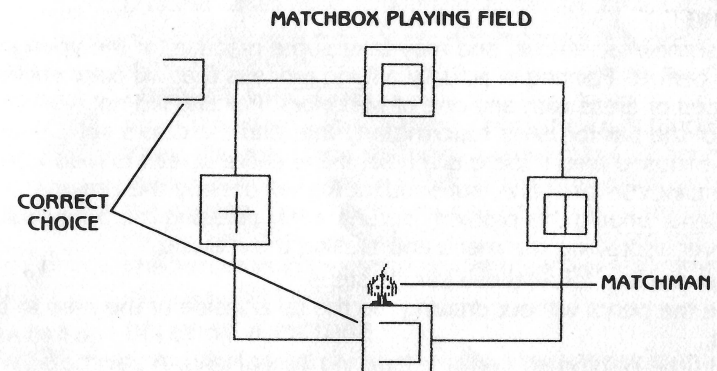 MATCHBOX PLAYING FIELD
CORRECT
CHOICE
MATCHMAN